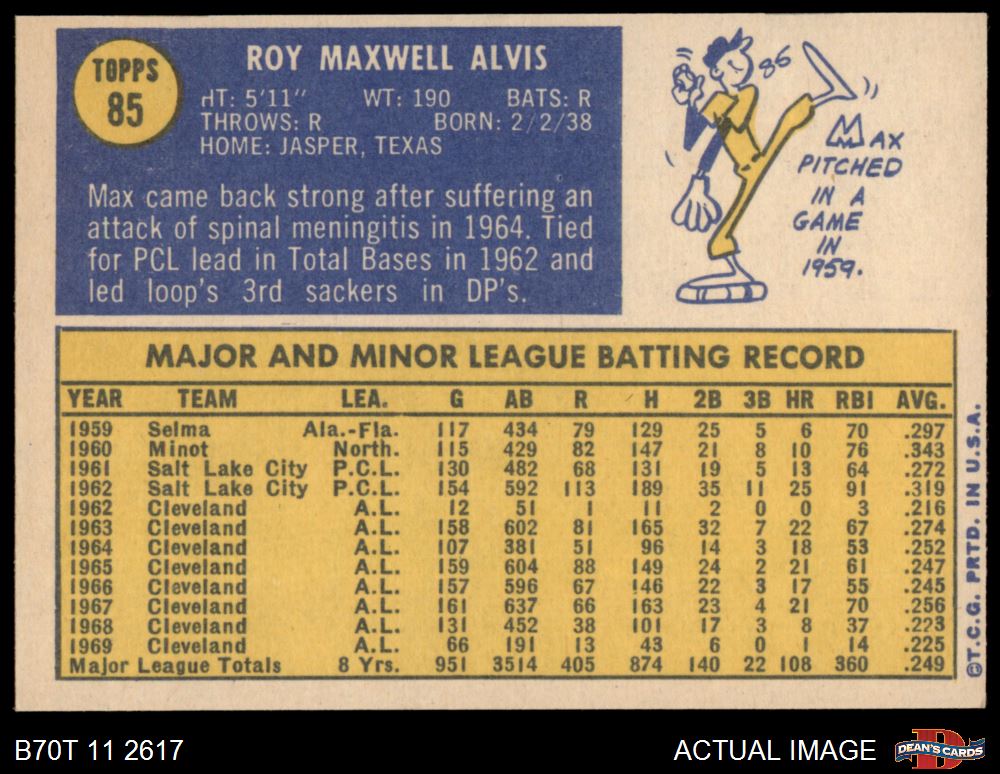 TOPPS
85
ROY MAXWELL ALVIS
HT: 5'11" WT: 190 BATS: R
THROWS: R BORN: 2/2/38
HOME: JASPER, TEXAS
Max came back strong after suffering an
attack of spinal meningitis in 1964. Tied
for PCL lead in Total Bases in 1962 and
led loop's 3rd sackers in DP's.
86
MAX
PITCHED
IN A
GAME
IN
1959.
MAJOR AND MINOR LEAGUE BATTING RECORD
YEAR TEAM LEA. G AB R H 2B 3B HR RBI AVG.
1959 Selma Ala.-Fla. 117 434 79 129 25 5 6 70 .297
1960 Minot North. 115 429 82 147 21 8 10 76 .343
1961 Salt Lake City P.C.L. 130 482 68 131 19 5 13 64 .272
1962 Salt Lake City P.C.L. 154 592 113 189 35 11 25 91 .319
1962 Cleveland A.L. 12 51 1 11 2 0 0 3 .216
1963 Cleveland A.L. 158 602 81 165 32 7 22 67 .274
1964 Cleveland A.L. 107 381 51 96 14 3 18 53 .252
1965 Cleveland A.L. 159 604 88 149 24 2 21 61 .247
1966 Cleveland A.L. 157 596 67 146 22 3 17 55 .245
1967 Cleveland A.L. 161 637 66 163 23 4 21 70 .256
1968 Cleveland A.L. 131 452 38 101 17 3 8 37 .223
1969 Cleveland A.L. 66 191 13 43 6 0 1 14 .225
Major League Totals 8 Yrs. 951 3514 405 874 140 22 108 360 .249
©T.C.G. PRTD. IN U.S.A.
B70T 11 2617
ACTUAL IMAGE
D
DEAN'S CARDS